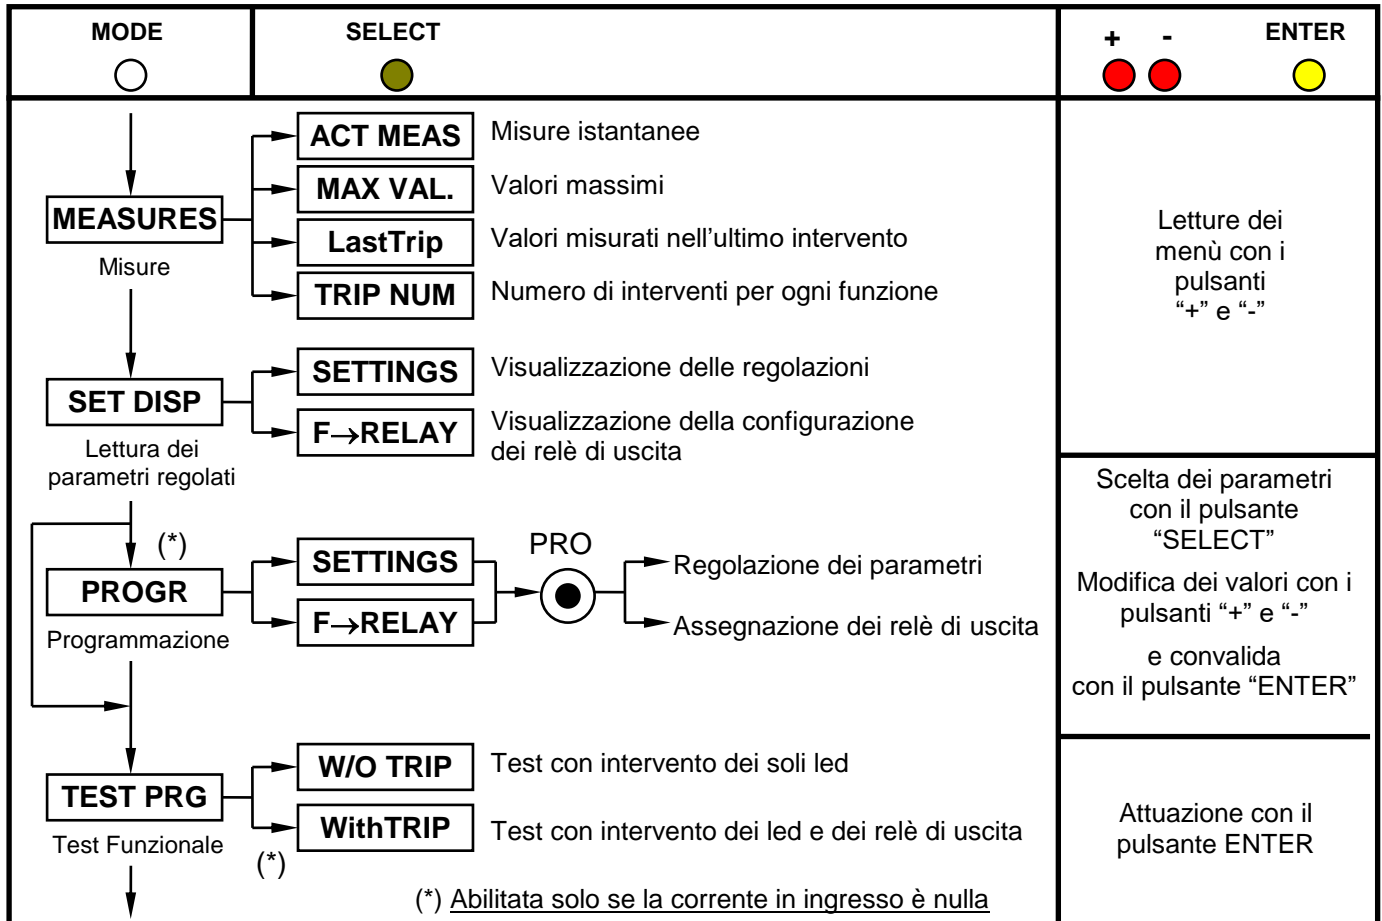 MODE
SELECT
+ - ENTER
ACT MEAS Misure istantanee
MAX VAL. Valori massimi
MEASURES
LastTrip Valori misurati nell’ultimo intervento
Misure
TRIP NUM Numero di interventi per ogni funzione
Letture dei
menù con i
pulsanti
“+” e “-”
SETTINGS Visualizzazione delle regolazioni
SET DISP
F→RELAY Visualizzazione della configurazione
dei relè di uscita
Lettura dei
parametri regolati
(*)
PROGR
Programmazione
SETTINGS
F→RELAY
PRO
Regolazione dei parametri
Assegnazione dei relè di uscita
Scelta dei parametri
con il pulsante
“SELECT”
Modifica dei valori con i
pulsanti “+” e “-”
e convalida
con il pulsante “ENTER”
W/O TRIP Test con intervento dei soli led
TEST PRG
WithTRIP Test con intervento dei led e dei relè di uscita
Test Funzionale
(*)
Attuazione con il
pulsante ENTER
(*) Abilitata solo se la corrente in ingresso è nulla